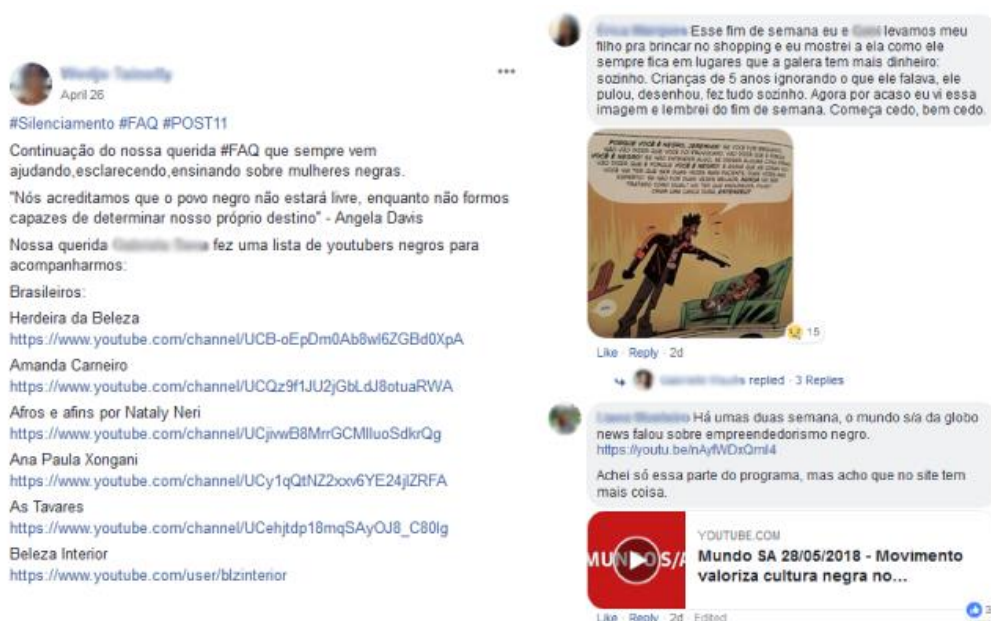 April 26
#Silenciamento #FAQ #POST11
Continuação do nossa querida #FAQ que sempre vem
ajudando,esclarecendo,ensinando sobre mulheres negras.
"Nós acreditamos que o povo negro não estará livre, enquanto não formos
capazes de determinar nosso próprio destino" - Angela Davis
Nossa querida fez uma lista de youtubers negros para
acompanharmos:
Brasileiros:
Herdeira da Beleza
https://www.youtube.com/channel/UCB-oEpDm0Ab8wl6ZGBd0XpA
Amanda Carneiro
https://www.youtube.com/channel/UCQz9f1JU2jGbLdJ8otuaRWA
Afros e afins por Nataly Neri
https://www.youtube.com/channel/UCjivwB8MrrGCMlluoSdkrQg
Ana Paula Xongani
https://www.youtube.com/channel/UCy1qQtNZ2xxv6YE24jlZRFA
As Tavares
https://www.youtube.com/channel/UCehjtdp18mqSAyOJ8_C80lg
Beleza Interior
https://www.youtube.com/user/blzinterior
Esse fim de semana eu e levamos meu
filho pra brincar no shopping e eu mostrei a ela como ele
sempre fica em lugares que a galera tem mais dinheiro:
sozinho. Crianças de 5 anos ignorando o que ele falava, ele
pulou, desenhou, fez tudo sozinho. Agora por acaso eu vi essa
imagem e lembrei do fim de semana. Começa cedo, bem cedo.
PORQUE VOCÊ É NEGRO, JEREMIAS!
VOCÊ É NEGRO!
15
Like · Reply · 2d
replied · 3 Replies
Há umas duas semana, o mundo s/a da globo
news falou sobre empreendedorismo negro.
https://youtu.be/nAyfWDxQmI4
Achei só essa parte do programa, mas acho que no site tem
mais coisa.
MUNDO S/A
YOUTUBE.COM
Mundo SA 28/05/2018 - Movimento
valoriza cultura negra no...
Like · Reply · 2d · Edited
3